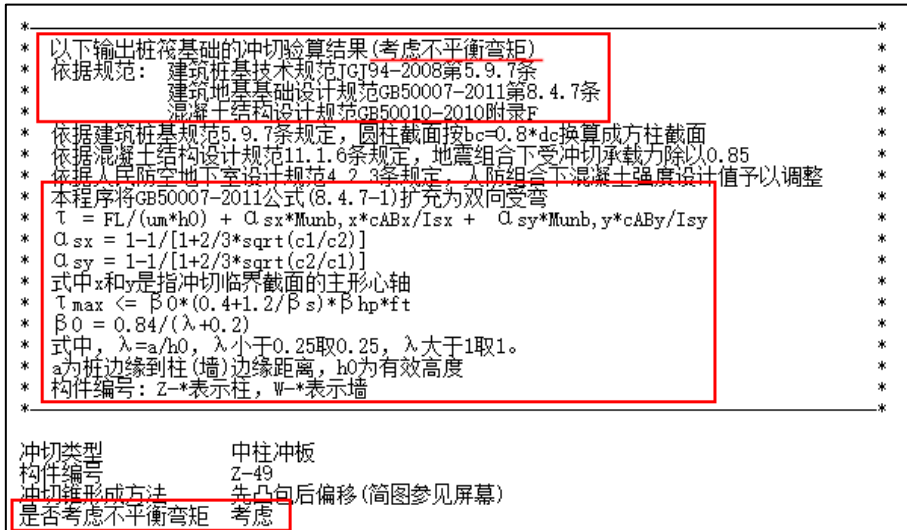 *————————————————————*
* 以下输出桩筏基础的冲切验算结果(考虑不平衡弯矩) *
* 依据规范: 建筑桩基技术规范JGJ94-2008第5.9.7条 *
* 建筑地基基础设计规范GB50007-2011第8.4.7条 *
* 混凝土结构设计规范GB50010-2010附录F *
* 依据建筑桩基规范5.9.7条规定, 圆柱截面按bc=0.8*dc换算成方柱截面 *
* 依据混凝土结构设计规范11.1.6条规定, 地震组合下受冲切承载力除以0.85 *
* 依据人民防空地下室设计规范4.2.3条规定, 人防组合下混凝土强度设计值予以调整 *
* 本程序将GB50007-2011公式(8.4.7-1)扩充为双向受弯 *
* τ = FL/(um*h0) + αsx*Munb,x*cABx/Isx + αsy*Munb,y*cABy/Isy *
* αsx = 1-1/[1+2/3*sqrt(c1/c2)] *
* αsy = 1-1/[1+2/3*sqrt(c2/c1)] *
* 式中x和y是指冲切临界截面的主形心轴 *
* τmax <= β0*(0.4+1.2/βs)*βhp*ft *
* β0 = 0.84/(λ+0.2) *
* 式中, λ=a/h0, λ小于0.25取0.25, λ大于1取1。 *
* a为桩边缘到柱(墙)边缘距离, h0为有效高度 *
* 构件编号: Z-*表示柱, W-*表示墙 *
*————————————————————*
冲切类型 中柱冲板
构件编号 Z-49
冲切锥形成方法 先凸包后偏移(简图参见屏幕)
是否考虑不平衡弯矩 考虑